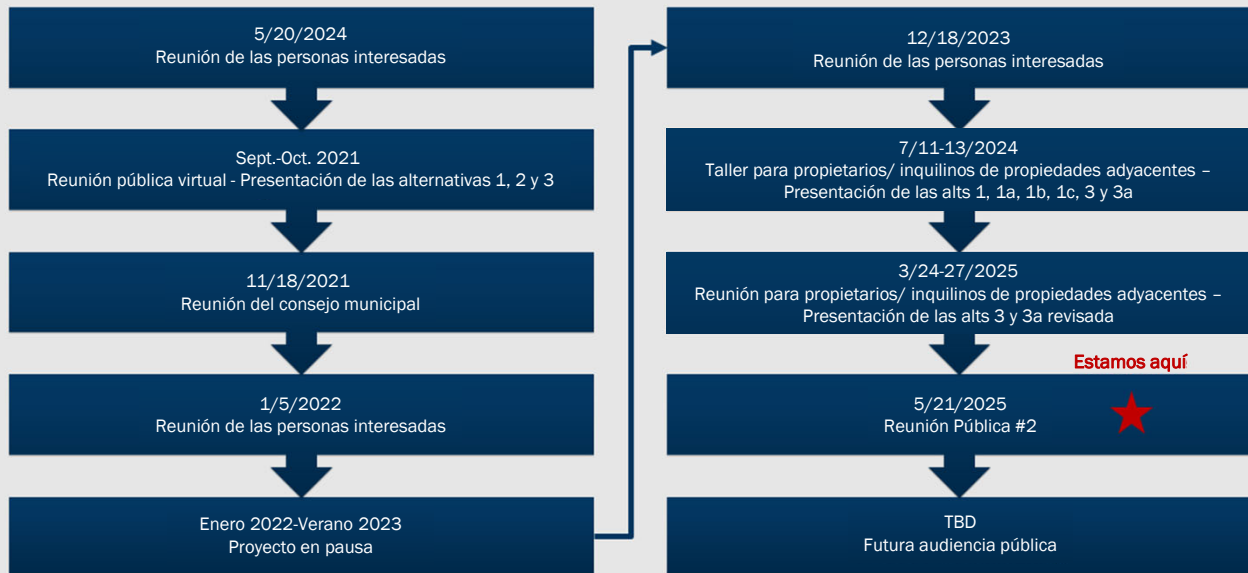 5/20/2024
Reunión de las personas interesadas
Sept.-Oct. 2021
Reunión pública virtual - Presentación de las alternativas 1, 2 y 3
11/18/2021
Reunión del consejo municipal
1/5/2022
Reunión de las personas interesadas
Enero 2022-Verano 2023
Proyecto en pausa
12/18/2023
Reunión de las personas interesadas
7/11-13/2024
Taller para propietarios/ inquilinos de propiedades adyacentes –
Presentación de las alts 1, 1a, 1b, 1c, 3 y 3a
3/24-27/2025
Reunión para propietarios/ inquilinos de propiedades adyacentes –
Presentación de las alts 3 y 3a revisada
Estamos aquí
5/21/2025
Reunión Pública #2
TBD
Futura audiencia pública